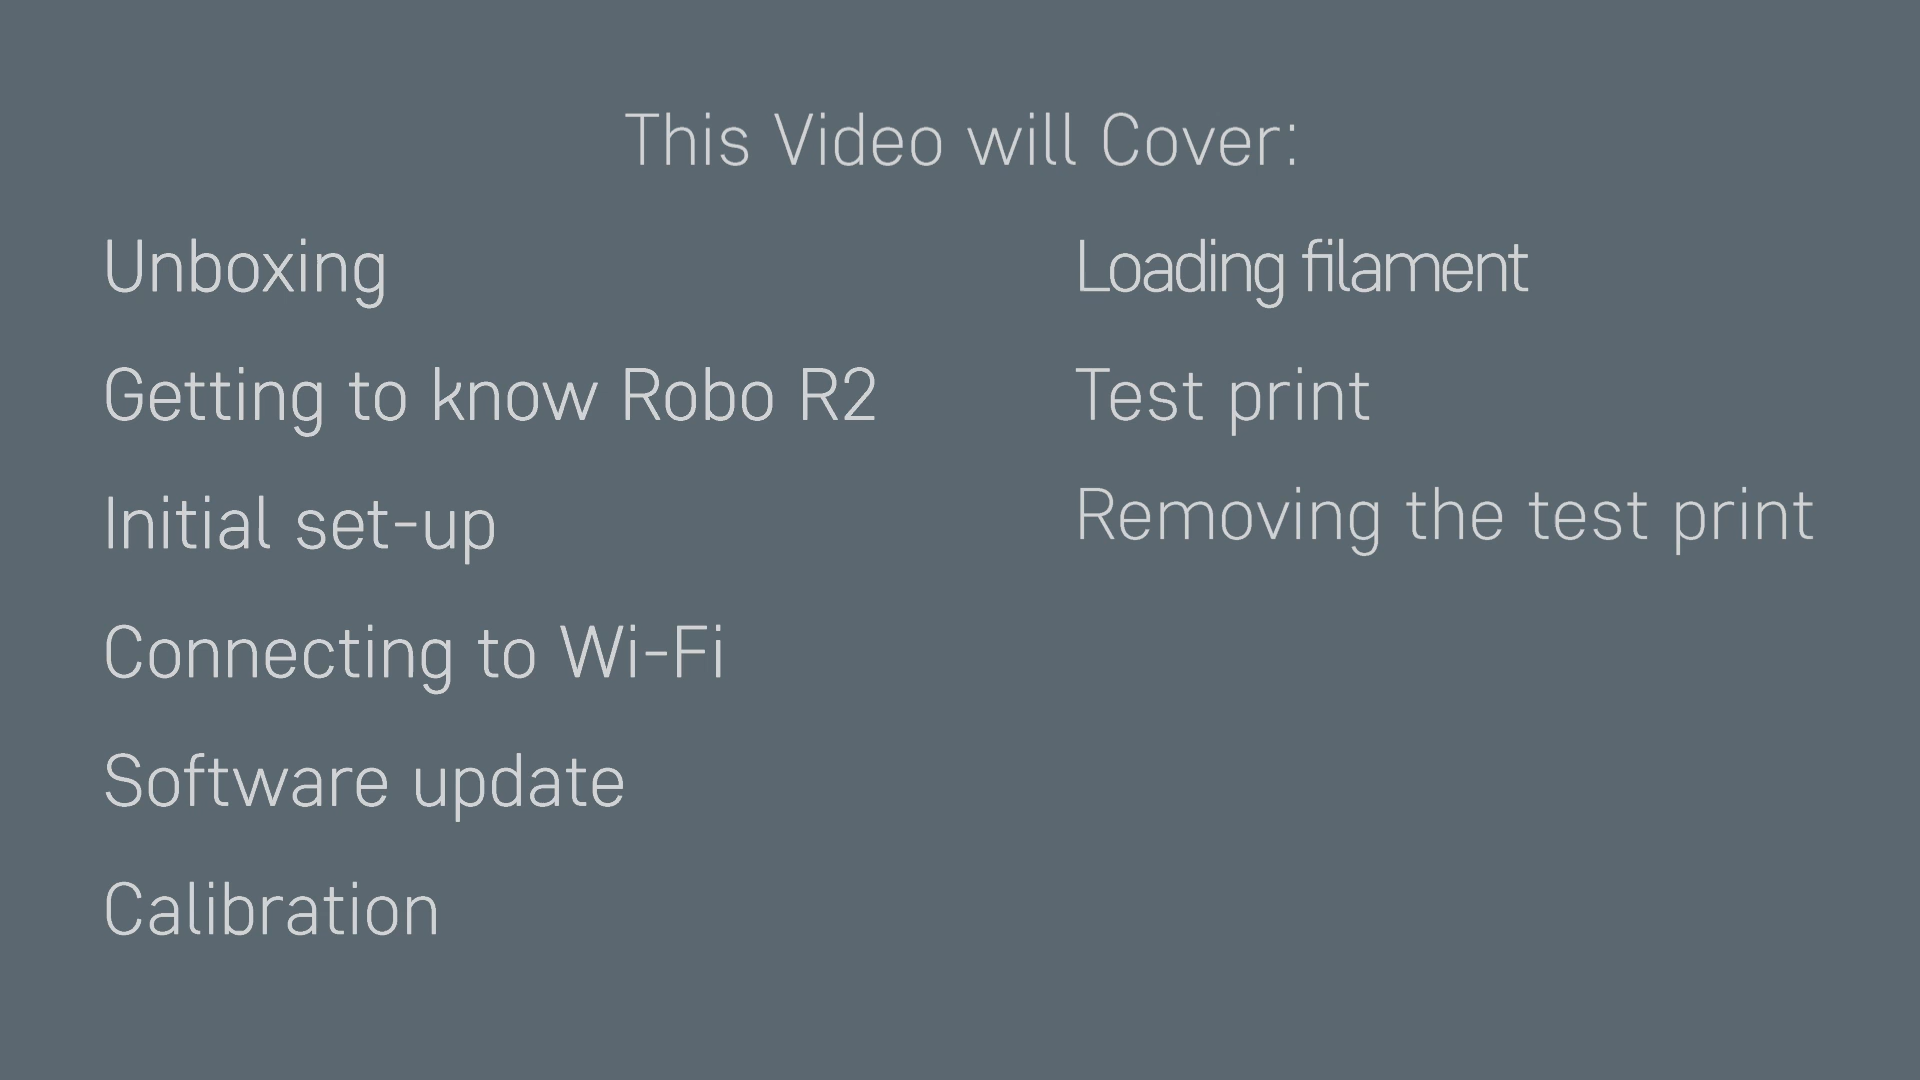 This Video will Cover:
Unboxing
Getting to know Robo R2
Initial set-up
Connecting to Wi-Fi
Software update
Calibration
Loading filament
Test print
Removing the test print